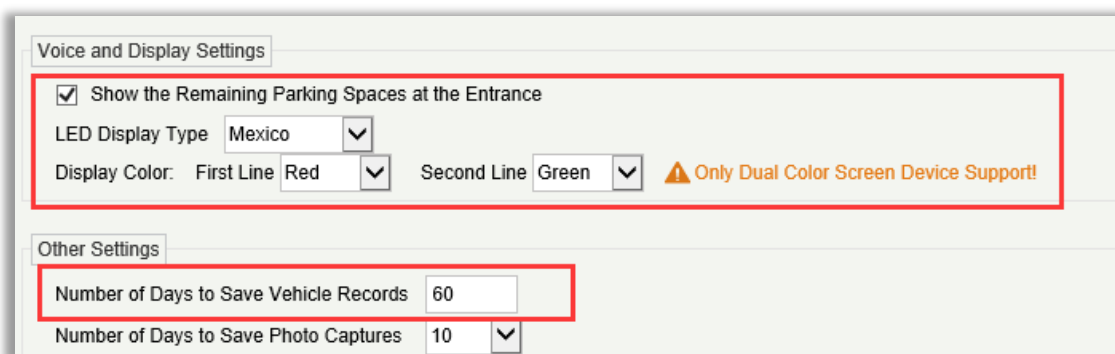 Voice and Display Settings
Show the Remaining Parking Spaces at the Entrance
LED Display Type Mexico
Display Color: First Line Red Second Line Green Only Dual Color Screen Device Support!
Other Settings
Number of Days to Save Vehicle Records 60
Number of Days to Save Photo Captures 10